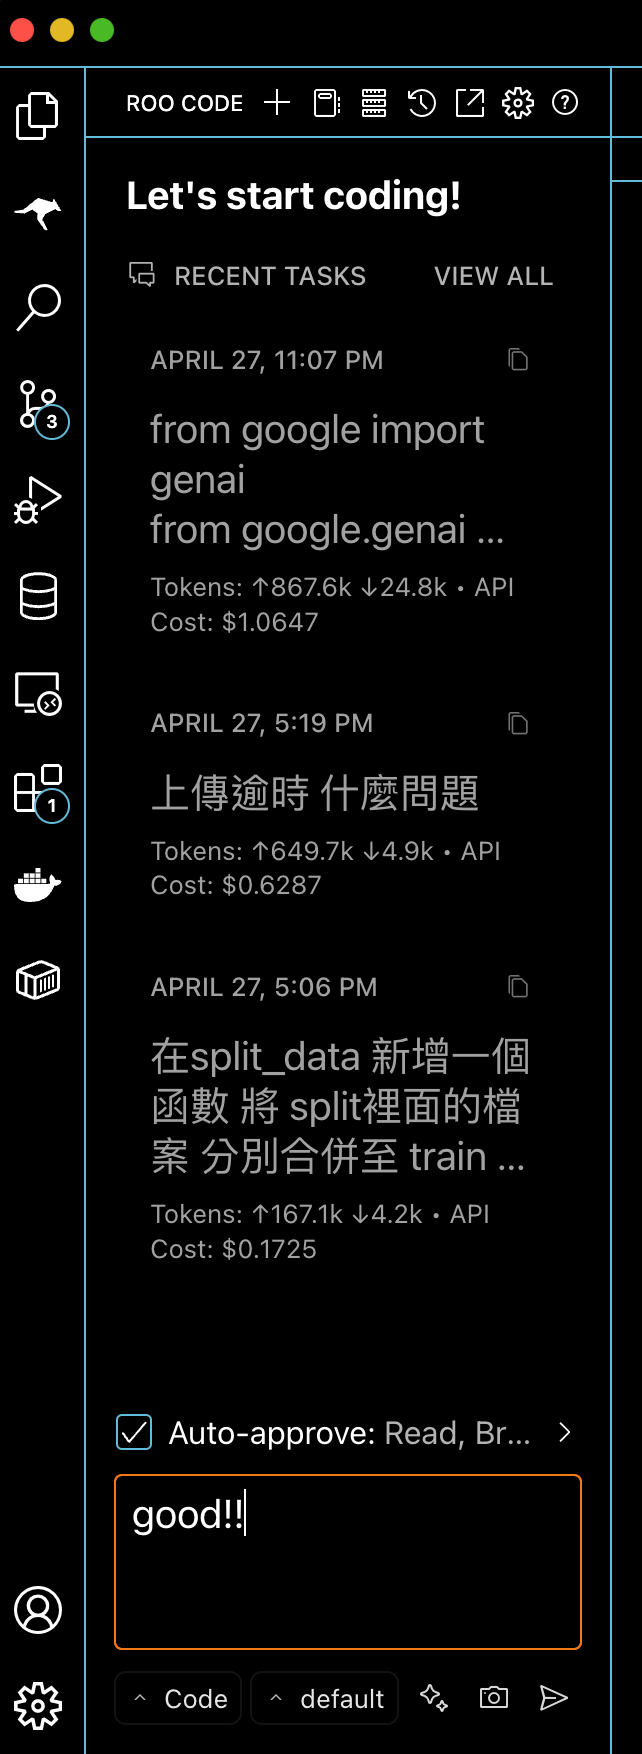 ROO CODE
Let's start coding!
RECENT TASKS VIEW ALL
APRIL 27, 11:07 PM
from google import
genai
from google.genai ...
Tokens: ↑867.6k ↓24.8k • API
Cost: $1.0647
APRIL 27, 5:19 PM
上傳逾時 什麼問題
Tokens: ↑649.7k ↓4.9k • API
Cost: $0.6287
APRIL 27, 5:06 PM
在split_data 新增一個
函數 將 split裡面的檔
案 分別合併至 train ...
Tokens: ↑167.1k ↓4.2k • API
Cost: $0.1725
3
1
Auto-approve: Read, Br...
good!!
Code default